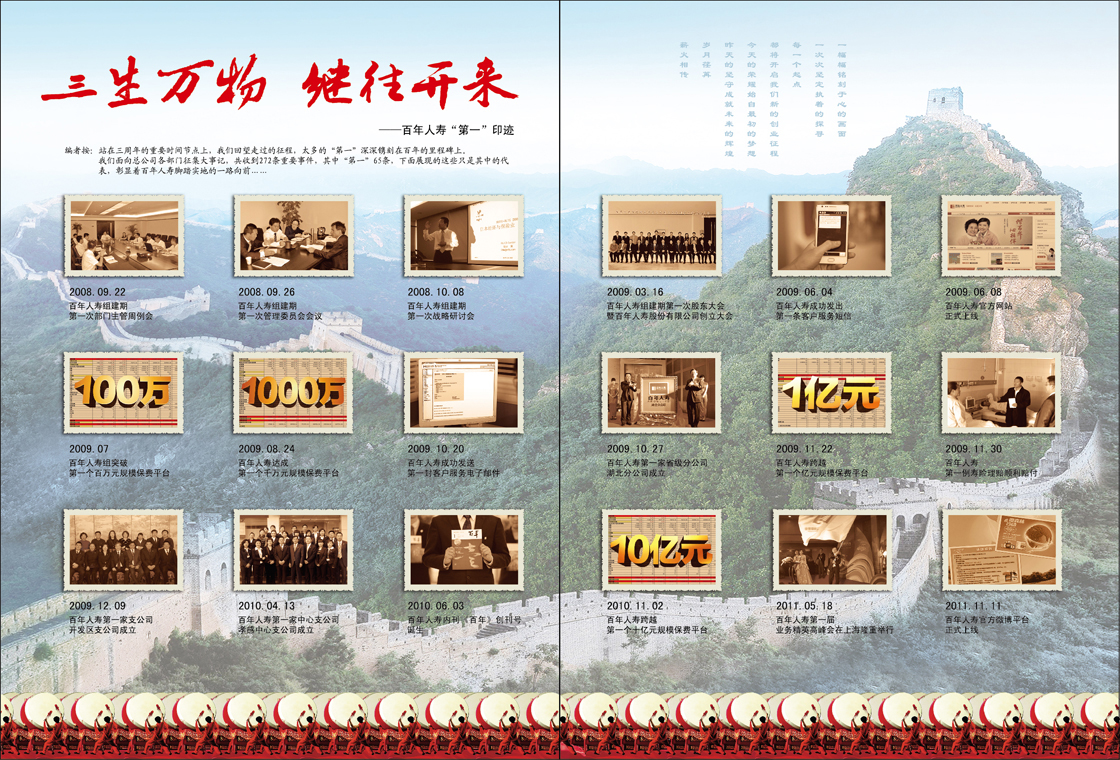 三生万物 继往开来
——百年人寿“第一”印迹
编者按：站在三周年的重要时间节点上，我们回望走过的征程，太多的“第一”深深镌刻在百年的里程碑上。
我们面向总公司各部门征集大事记，共收到272条重要事件，其中“第一”65条，下面展现的这些只是其中的代
表，彰显着百年人寿脚踏实地的一路向前……
2008.09.22
百年人寿组建期
第一次部门主管周例会
2008.09.26
百年人寿组建期
第一次管理委员会会议
2008.10.08
百年人寿组建期
第一次战略研讨会
100万
2009.07
百年人寿组突破
第一个百万元规模保费平台
1000万
2009.08.24
百年人寿达成
第一个千万元规模保费平台
2009.10.20
百年人寿成功发送
第一封客户服务电子邮件
2009.12.09
百年人寿第一家支公司
开发区支公司成立
2010.04.13
百年人寿第一家中心支公司
孝感中心支公司成立
百年
2010.06.03
百年人寿内刊《百年》创刊号
诞生
一幅幅铭刻于心的画面
一次次坚定执着的探寻
每一个起点
都将开启我们新的创业征程
今天的荣耀始自最初的梦想
昨天的坚守成就未来的辉煌
岁月荏苒
薪火相传
2009.03.16
百年人寿组建期第一次股东大会
暨百年人寿股份有限公司创立大会
2009.06.04
百年人寿成功发出
第一条客户服务短信
2009.06.08
百年人寿官方网站
正式上线
百年人寿
2009.10.27
百年人寿第一家省级分公司
湖北分公司成立
1亿元
2009.11.22
百年人寿跨越
第一个亿元规模保费平台
2009.11.30
百年人寿
第一例寿险理赔顺利赔付
10亿元
2010.11.02
百年人寿跨越
第一个十亿元规模保费平台
2011.05.18
百年人寿第一届
业务精英高峰会在上海隆重举行
2011.11.11
百年人寿官方微博平台
正式上线